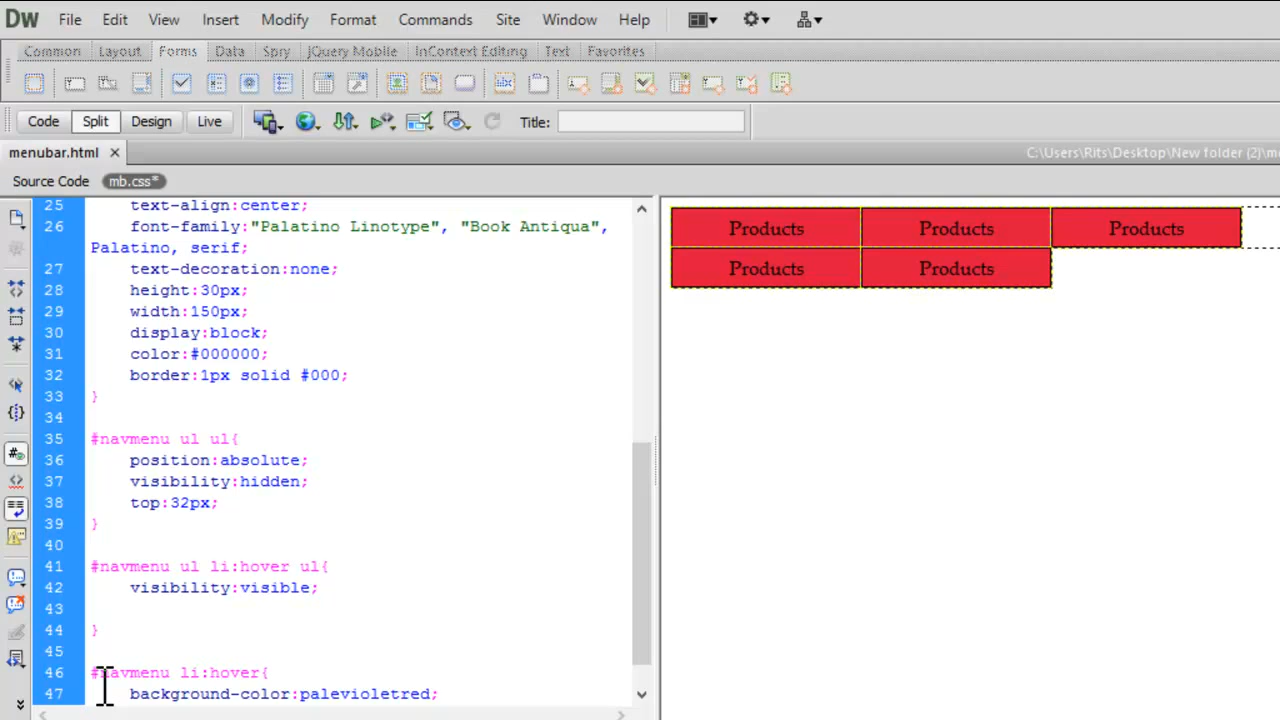 Dw File Edit View Insert Modify Format Commands Site Window Help
Common Layout Forms Data Spry jQuery Mobile InContext Editing Text Favorites
Code Split Design Live Title:
menubar.html × C:\Users\Rits\Desktop\New folder (2)\m
Source Code mb.css*
25 text-align:center;
26 font-family:"Palatino Linotype", "Book Antiqua",
Palatino, serif;
27 text-decoration:none;
28 height:30px;
29 width:150px;
30 display:block;
31 color:#000000;
32 border:1px solid #000;
33 }
34
35 #navmenu ul ul{
36 position:absolute;
37 visibility:hidden;
38 top:32px;
39 }
40
41 #navmenu ul li:hover ul{
42 visibility:visible;
43
44 }
45
46 #navmenu li:hover{
47 background-color:palevioletred;
Products Products Products
Products Products